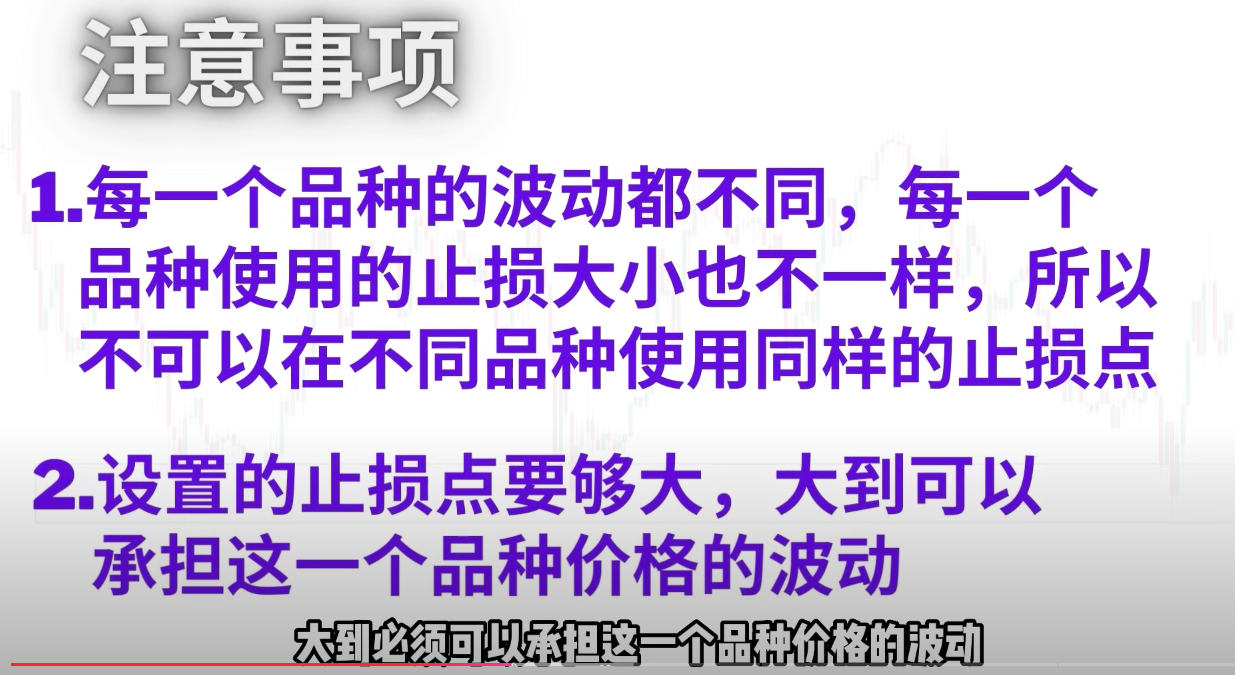 注意事项
1.每一个品种的波动都不同，每一个
品种使用的止损大小也不一样，所以
不可以在不同品种使用同样的止损点
2.设置的止损点要够大，大到可以
承担这一个品种价格的波动
大到必须可以承担这一个品种价格的波动